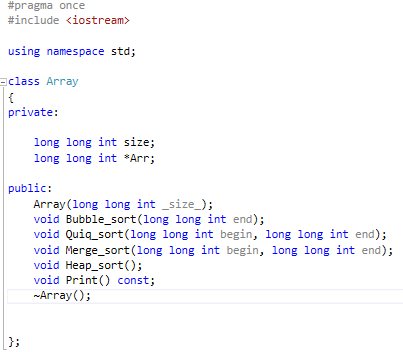 #pragma once
#include <iostream>
using namespace std;
class Array
{
private:
long long int size;
long long int *Arr;
public:
Array(long long int _size_);
void Bubble_sort(long long int end);
void Quiq_sort(long long int begin, long long int end);
void Merge_sort(long long int begin, long long int end);
void Heap_sort();
void Print() const;
~Array();
};